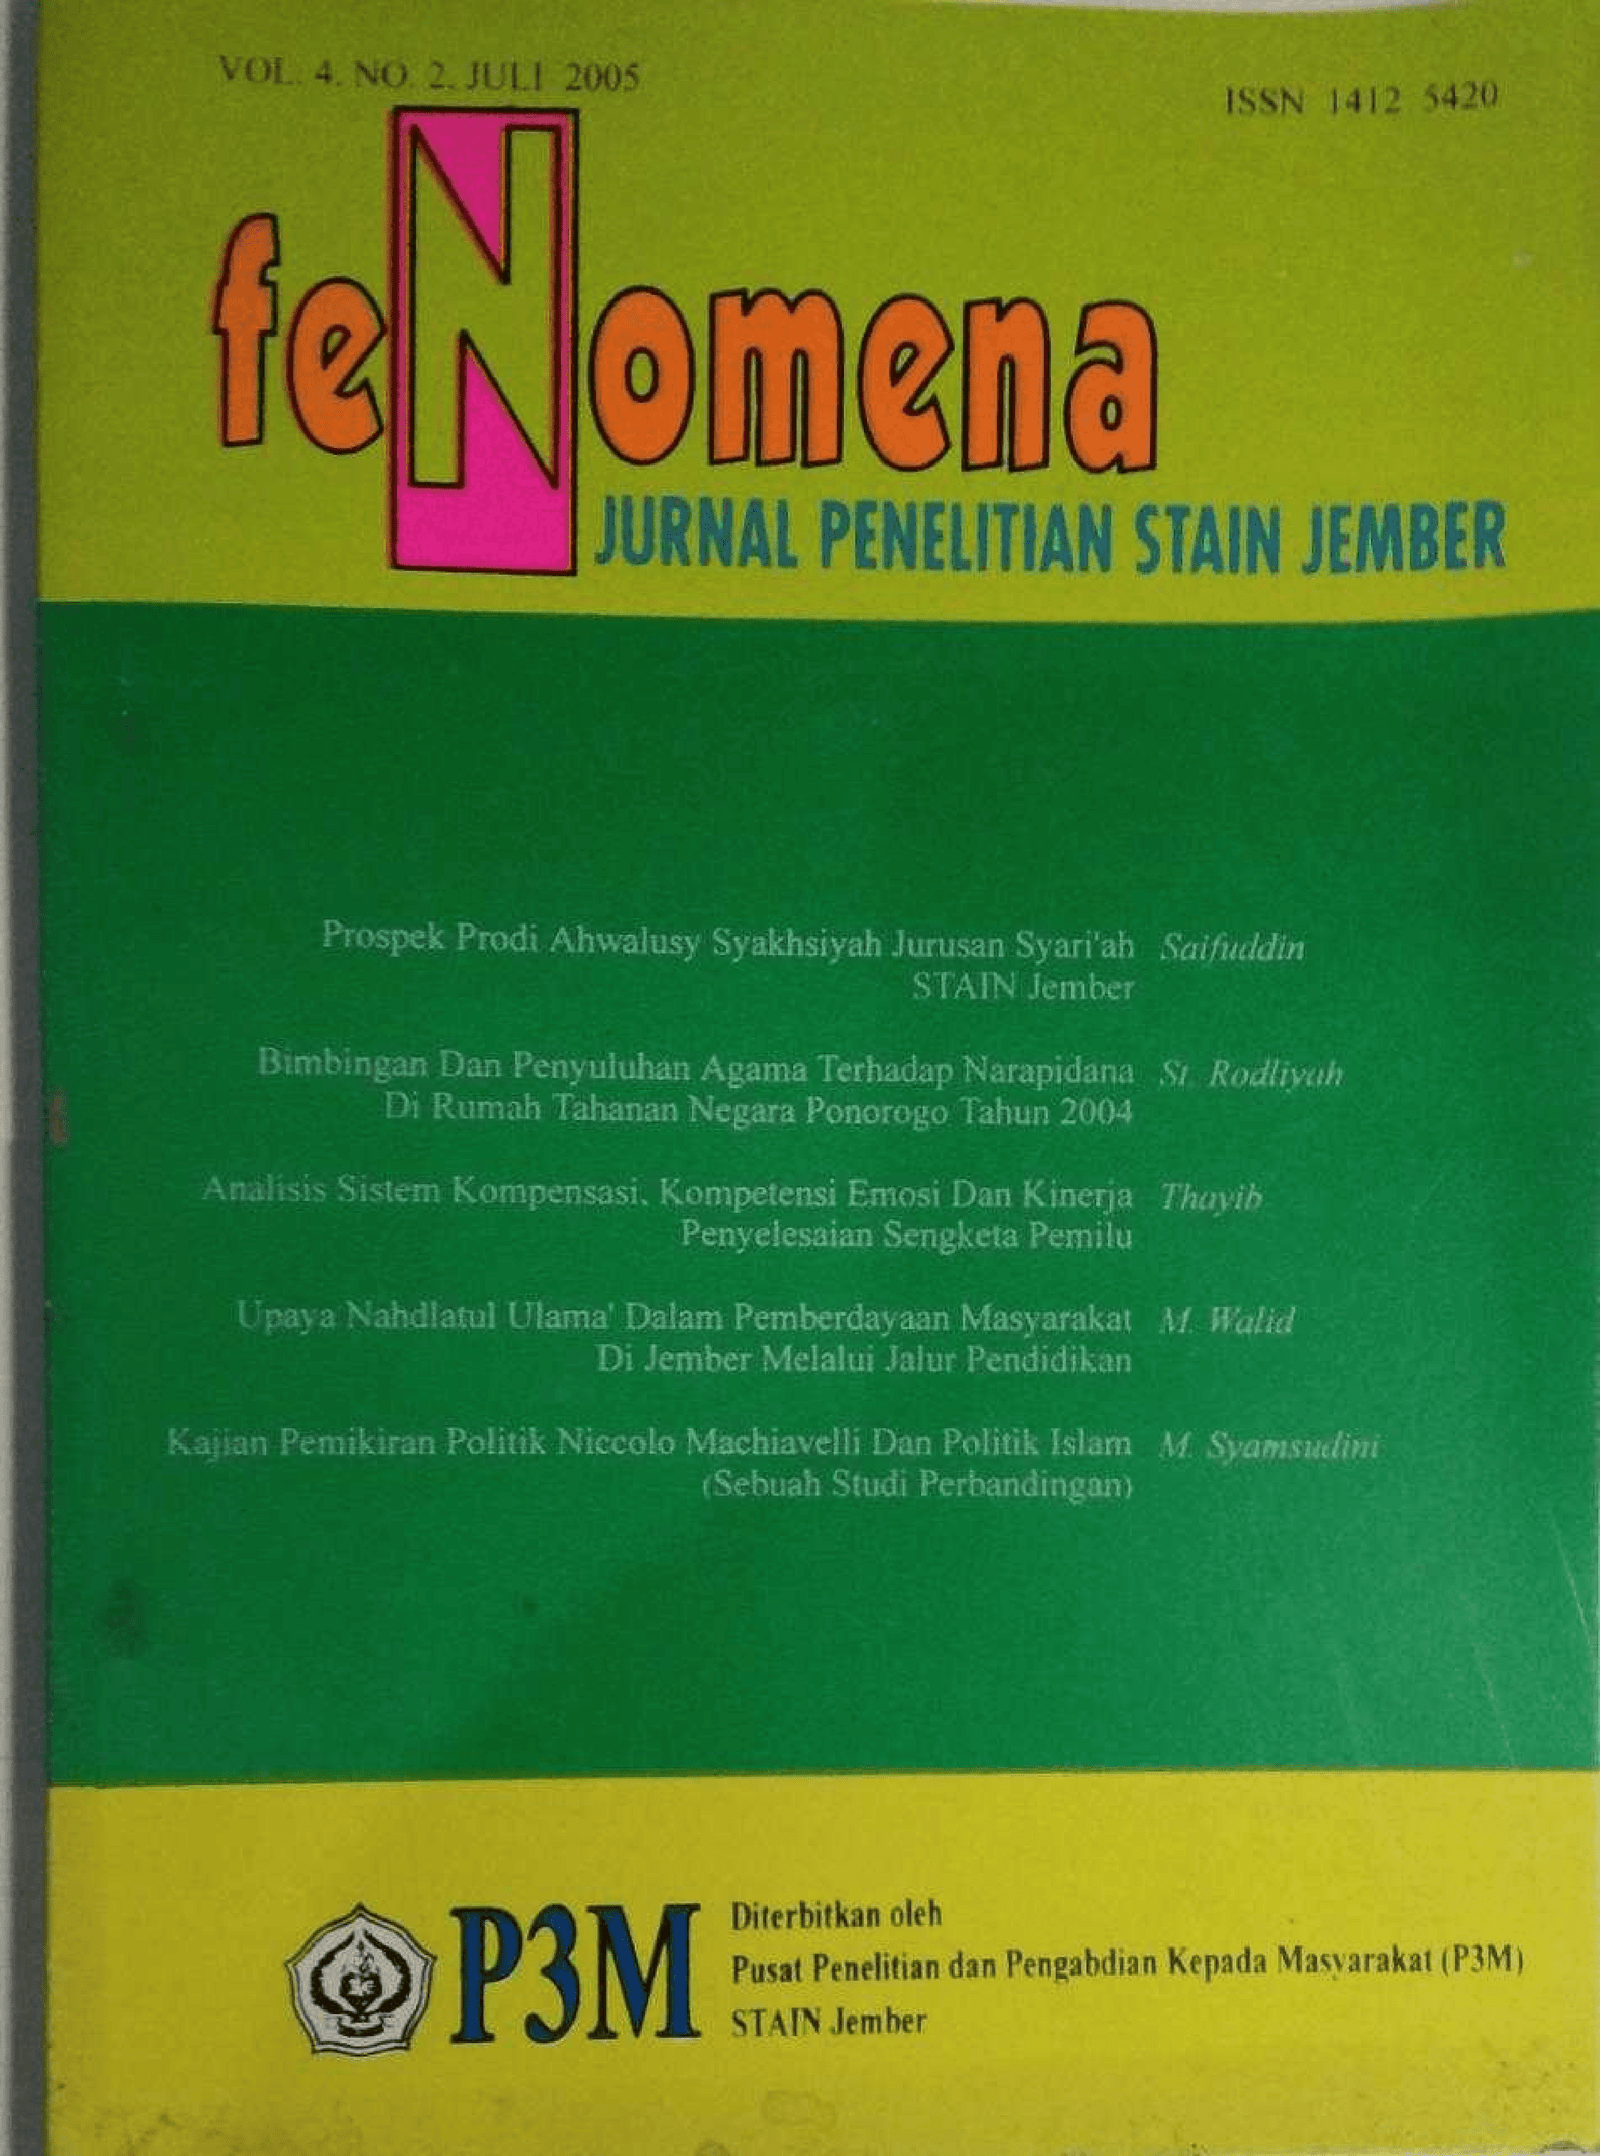 VOL. 4. NO. 2. JULI 2005
ISSN 1412 5420
feNomena
JURNAL PENELITIAN STAIN JEMBER
Prospek Prodi Ahwalusy Syakhsiyah Jurusan Syari'ah Saifuddin
STAIN Jember
Bimbingan Dan Penyuluhan Agama Terhadap Narapidana St. Rodliyah
Di Rumah Tahanan Negara Ponorogo Tahun 2004
Analisis Sistem Kompensasi, Kompetensi Emosi Dan Kinerja Thayib
Penyelesaian Sengketa Pemilu
Upaya Nahdlatul Ulama' Dalam Pemberdayaan Masyarakat M. Walid
Di Jember Melalui Jalur Pendidikan
Kajian Pemikiran Politik Niccolo Machiavelli Dan Politik Islam M. Syamsudini
(Sebuah Studi Perbandingan)
P3M
Diterbitkan oleh
Pusat Penelitian dan Pengabdian Kepada Masyarakat (P3M)
STAIN Jember